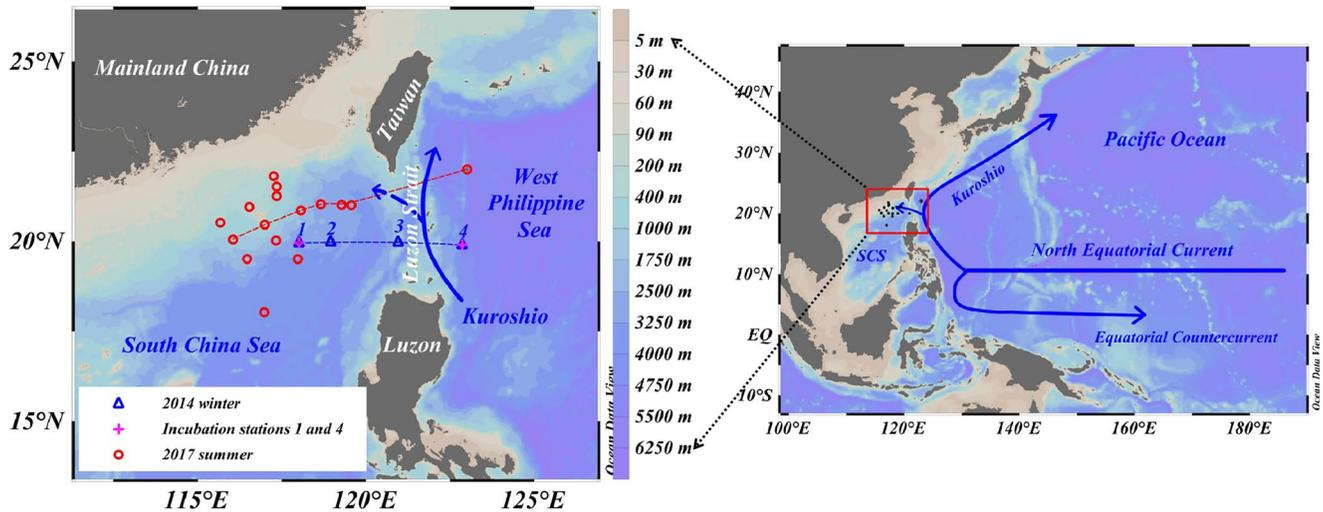 25°N
20°N
15°N
115°E
120°E
125°E
Mainland China
Taiwan
Luzon Strait
West
Philippine
Sea
1
2
3
4
Kuroshio
South China Sea
Luzon
2014 winter
Incubation stations 1 and 4
2017 summer
Ocean Data View
5 m
30 m
60 m
90 m
200 m
400 m
1000 m
1750 m
2500 m
3250 m
4000 m
4750 m
5500 m
6250 m
40°N
30°N
20°N
10°N
EQ
10°S
100°E
120°E
140°E
160°E
180°E
Pacific Ocean
Kuroshio
SCS
North Equatorial Current
Equatorial Countercurrent
Ocean Data View